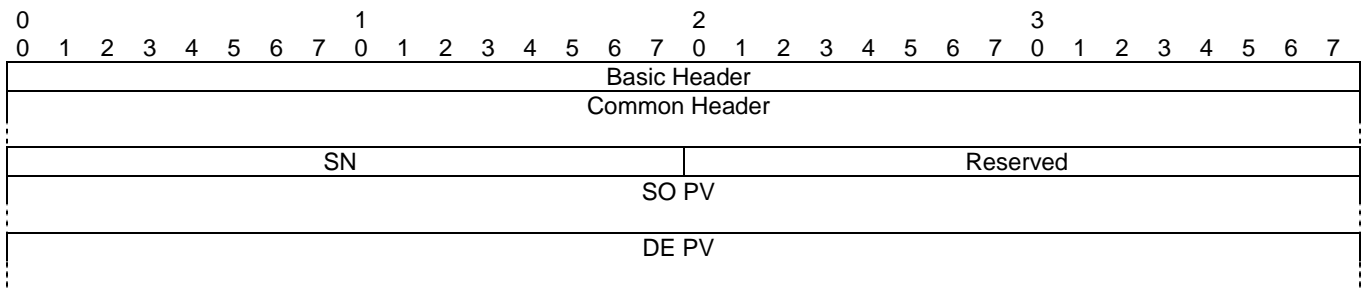 0 1 2 3
0 1 2 3 4 5 6 7 0 1 2 3 4 5 6 7 0 1 2 3 4 5 6 7 0 1 2 3 4 5 6 7
Basic Header
Common Header
SN Reserved
SO PV
DE PV